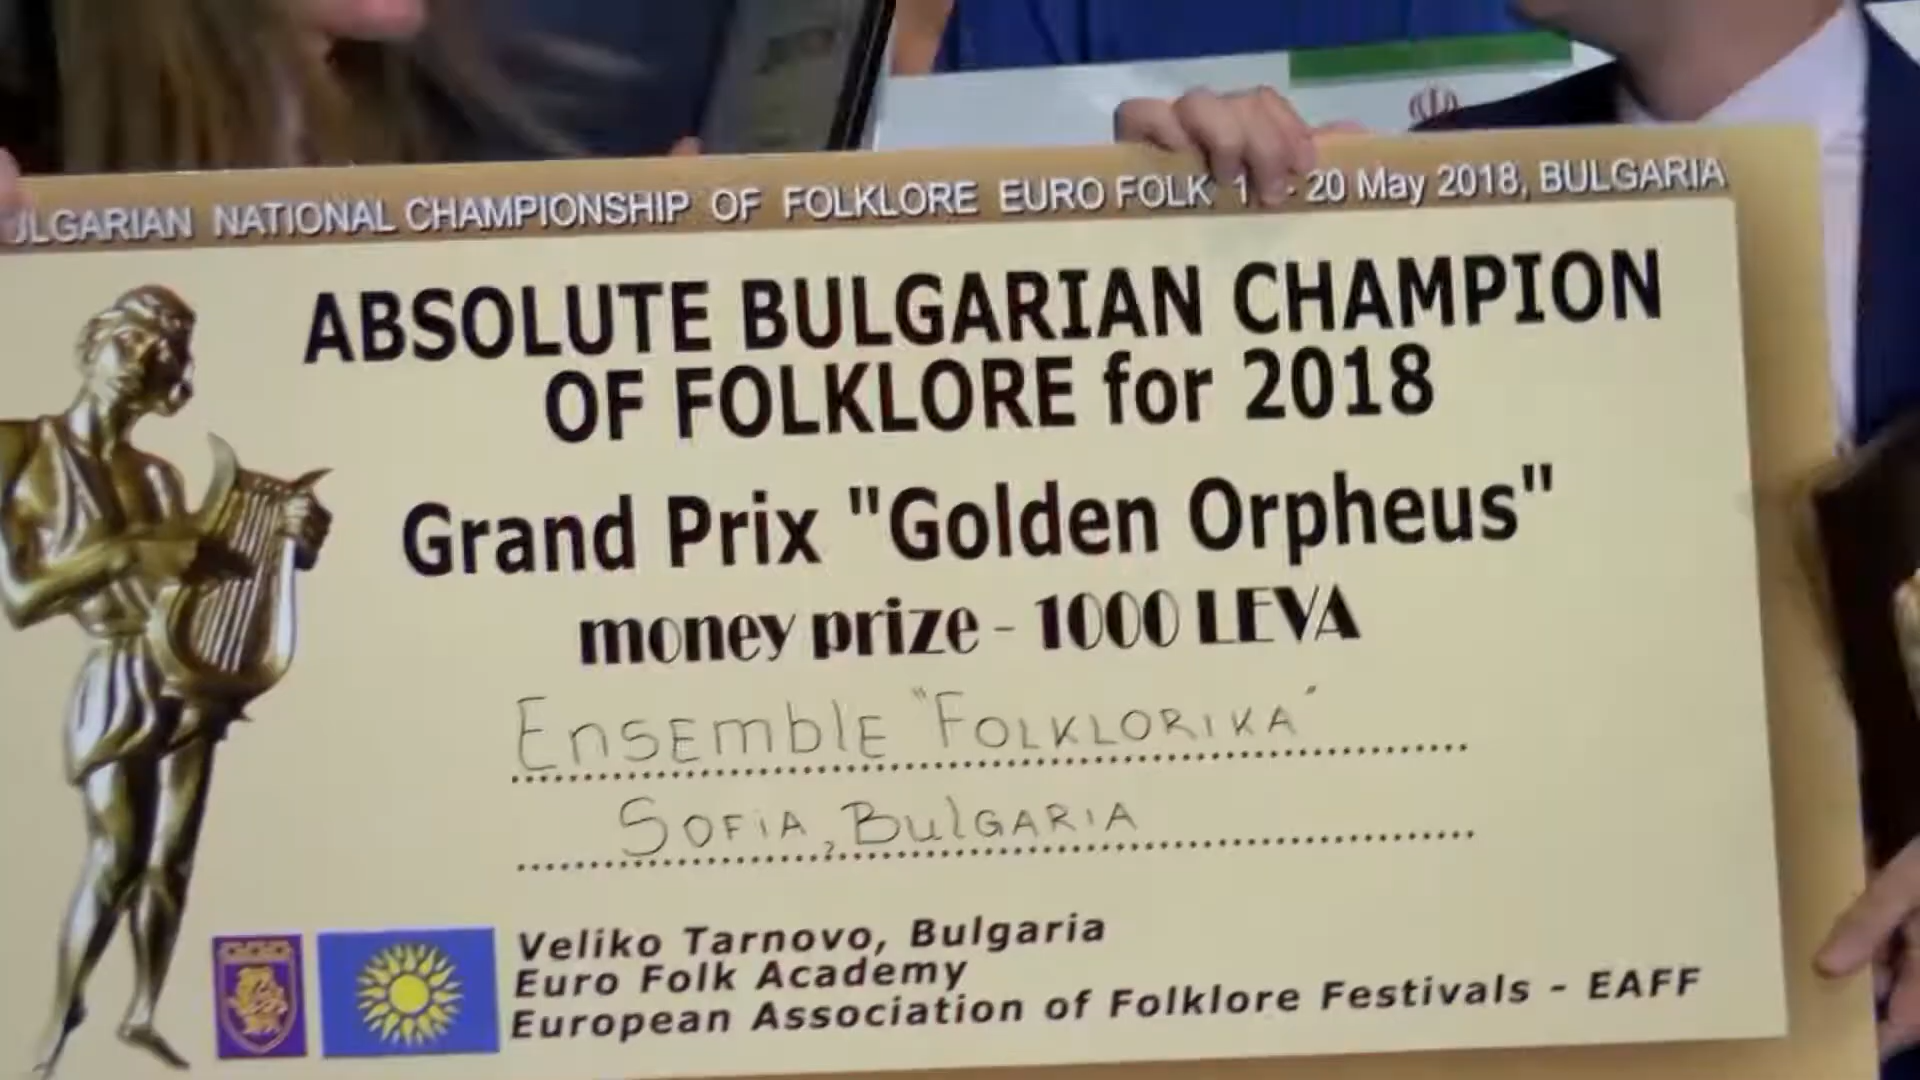 BULGARIAN NATIONAL CHAMPIONSHIP OF FOLKLORE EURO FOLK - 20 May 2018, BULGARIA
ABSOLUTE BULGARIAN CHAMPION
OF FOLKLORE for 2018
Grand Prix "Golden Orpheus"
money prize - 1000 LEVA
Ensemble "Folklorika"
Sofia, Bulgaria
Veliko Tarnovo, Bulgaria
Euro Folk Academy
European Association of Folklore Festivals - EAFF